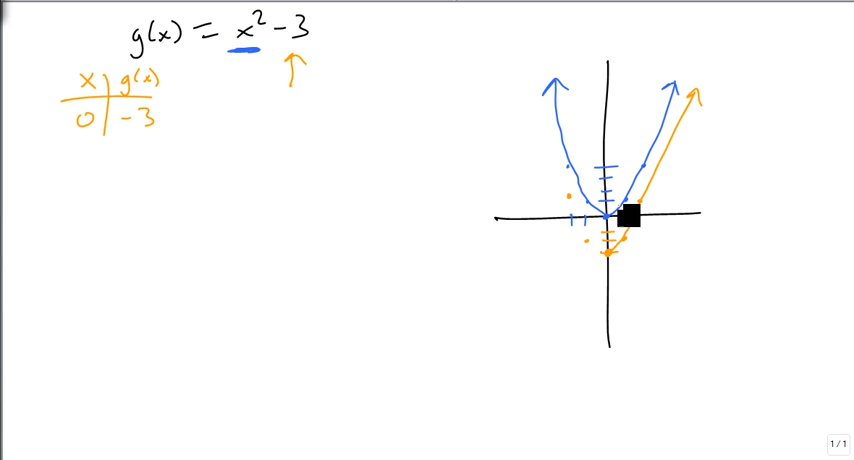 g(x) = x² - 3
x g(x)
0 -3
1/1